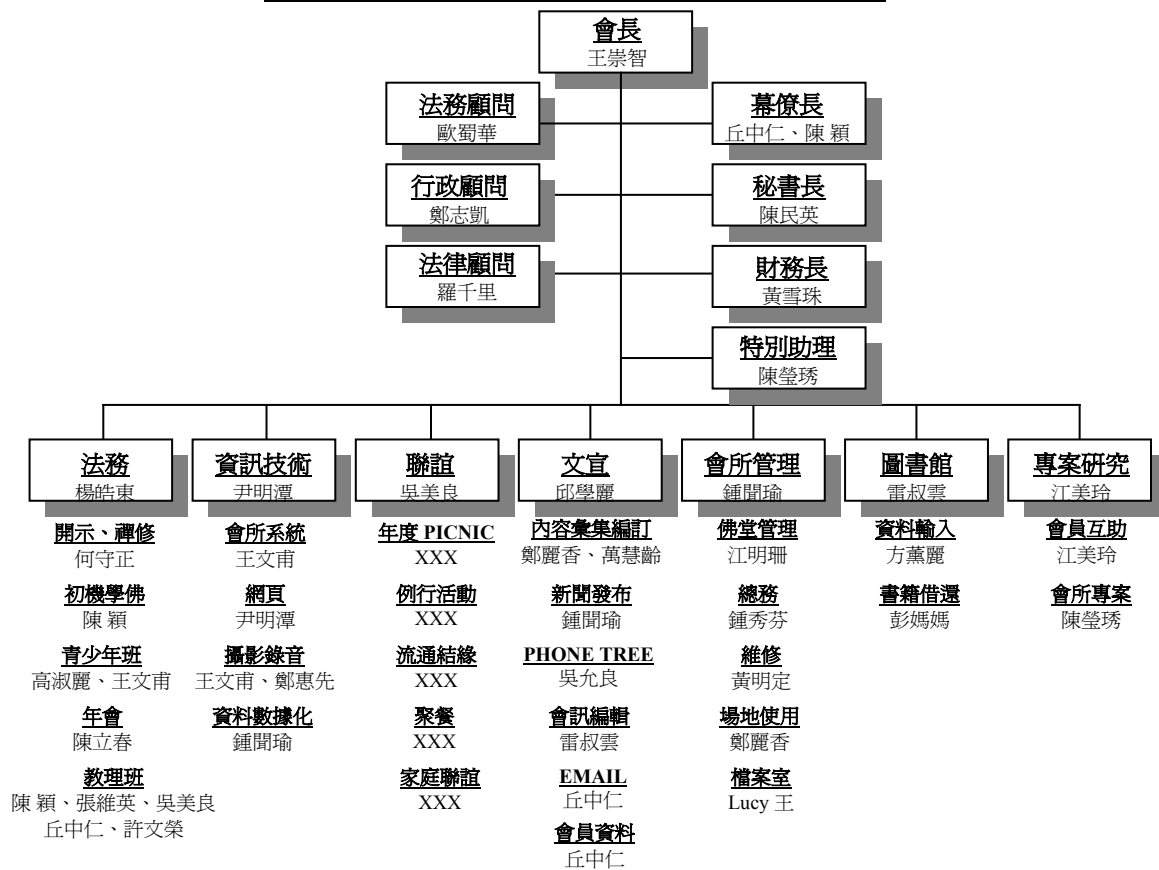 會長
王崇智
法務顧問
歐蜀華
幕僚長
丘中仁、陳 穎
行政顧問
鄭志凱
秘書長
陳民英
法律顧問
羅千里
財務長
黃雪珠
特別助理
陳瑩琇
法務
楊皓東
開示、禪修
何守正
初機學佛
陳 穎
青少年班
高淑麗、王文甫
年會
陳立春
教理班
陳 穎、張維英、吳美良
丘中仁、許文榮
資訊技術
尹明潭
會所系統
王文甫
網頁
尹明潭
攝影錄音
王文甫、鄭惠先
資料數據化
鍾聞瑜
聯誼
吳美良
年度 PICNIC
XXX
例行活動
XXX
流通結緣
XXX
聚餐
XXX
家庭聯誼
XXX
文宣
邱學麗
內容彙集編訂
鄭麗香、萬慧齡
新聞發布
鍾聞瑜
PHONE TREE
吳允良
會訊編輯
雷叔雲
EMAIL
丘中仁
會員資料
丘中仁
會所管理
鍾聞瑜
佛堂管理
江明珊
總務
鍾秀芬
維修
黃明定
場地使用
鄭麗香
檔案室
Lucy 王
圖書館
雷叔雲
資料輸入
方薰麗
書籍借還
彭媽媽
專案研究
江美玲
會員互助
江美玲
會所專案
陳瑩琇